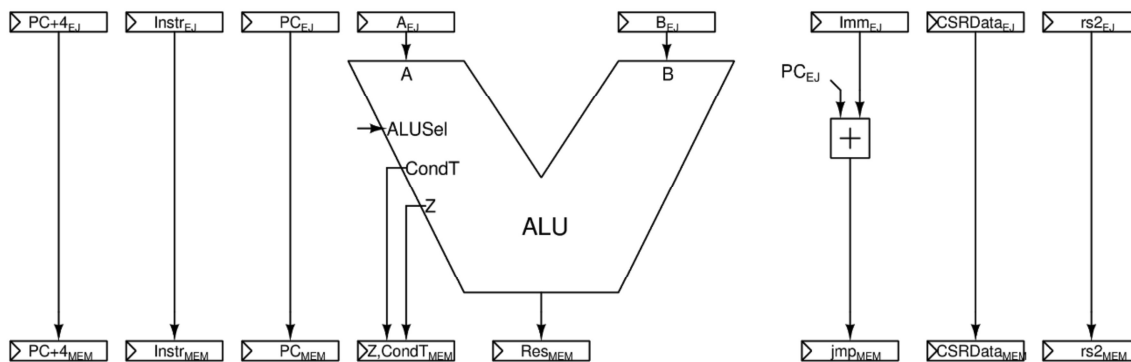 PC+4EJ InstrEJ PCEJ AEJ BEJ ImmEJ CSRDataEJ rs2EJ
A B
PCEJ
ALUSel
+
CondT
Z
ALU
PC+4MEM InstrMEM PCMEM Z,CondTMEM ResMEM jmpMEM CSRDataMEM rs2MEM